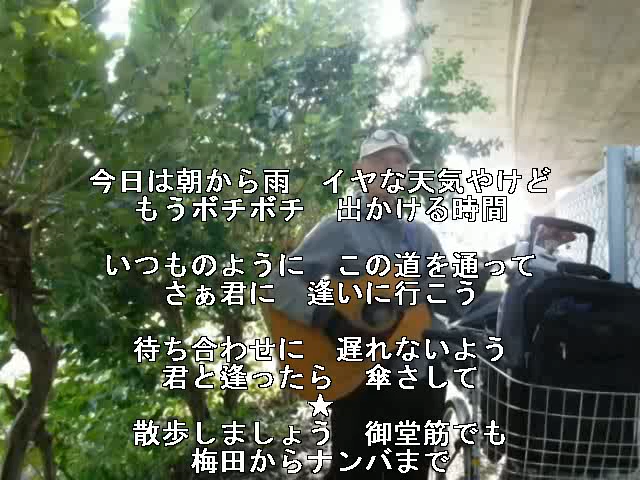 今日は朝から雨　イヤな天気やけど
もうボチボチ　出かける時間
いつものように　この道を通って
さぁ君に　逢いに行こう
待ち合わせに　遅れないよう
君と逢ったら　傘さして
★
散歩しましょう　御堂筋でも
梅田からナンバまで